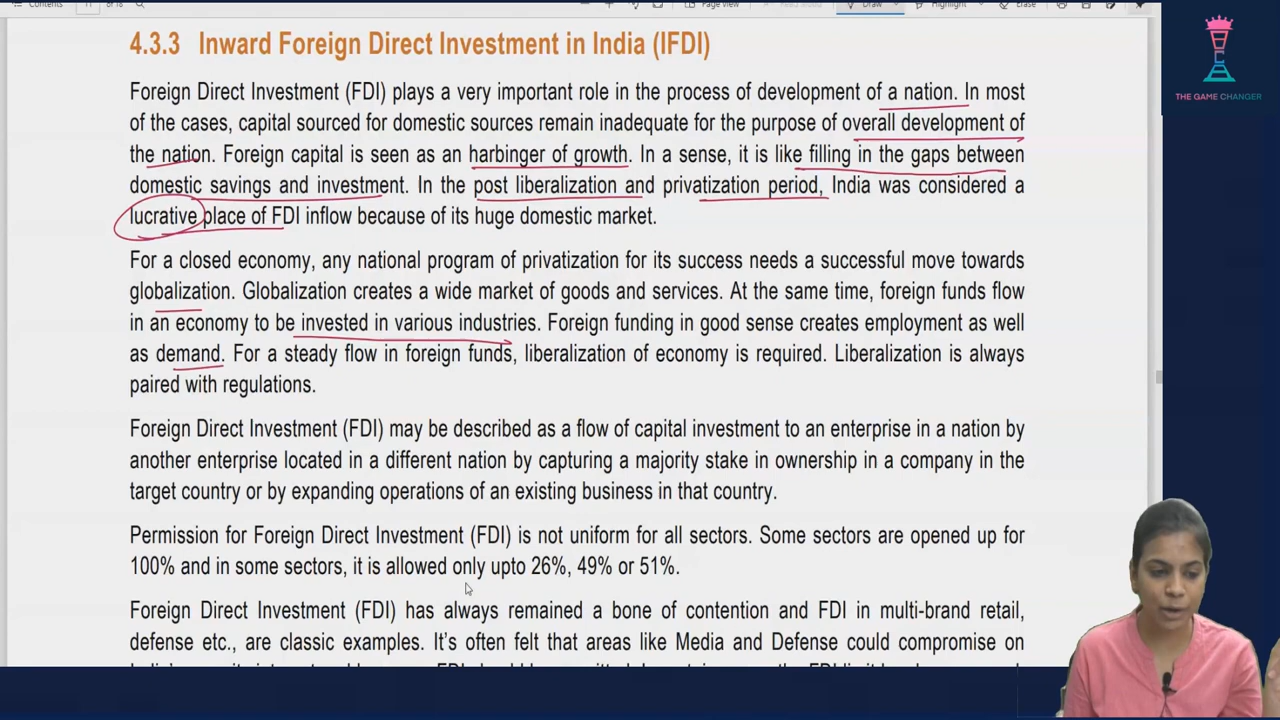 Contents
11 of 18
Page view
Read aloud
Draw
Highlight
Erase
4.3.3 Inward Foreign Direct Investment in India (IFDI)
THE GAME CHANGER
Foreign Direct Investment (FDI) plays a very important role in the process of development of a nation. In most
of the cases, capital sourced for domestic sources remain inadequate for the purpose of overall development of
the nation. Foreign capital is seen as an harbinger of growth. In a sense, it is like filling in the gaps between
domestic savings and investment. In the post liberalization and privatization period, India was considered a
lucrative place of FDI inflow because of its huge domestic market.
For a closed economy, any national program of privatization for its success needs a successful move towards
globalization. Globalization creates a wide market of goods and services. At the same time, foreign funds flow
in an economy to be invested in various industries. Foreign funding in good sense creates employment as well
as demand. For a steady flow in foreign funds, liberalization of economy is required. Liberalization is always
paired with regulations.
Foreign Direct Investment (FDI) may be described as a flow of capital investment to an enterprise in a nation by
another enterprise located in a different nation by capturing a majority stake in ownership in a company in the
target country or by expanding operations of an existing business in that country.
Permission for Foreign Direct Investment (FDI) is not uniform for all sectors. Some sectors are opened up for
100% and in some sectors, it is allowed only upto 26%, 49% or 51%.
Foreign Direct Investment (FDI) has always remained a bone of contention and FDI in multi-brand retail,
defense etc., are classic examples. It's often felt that areas like Media and Defense could compromise on